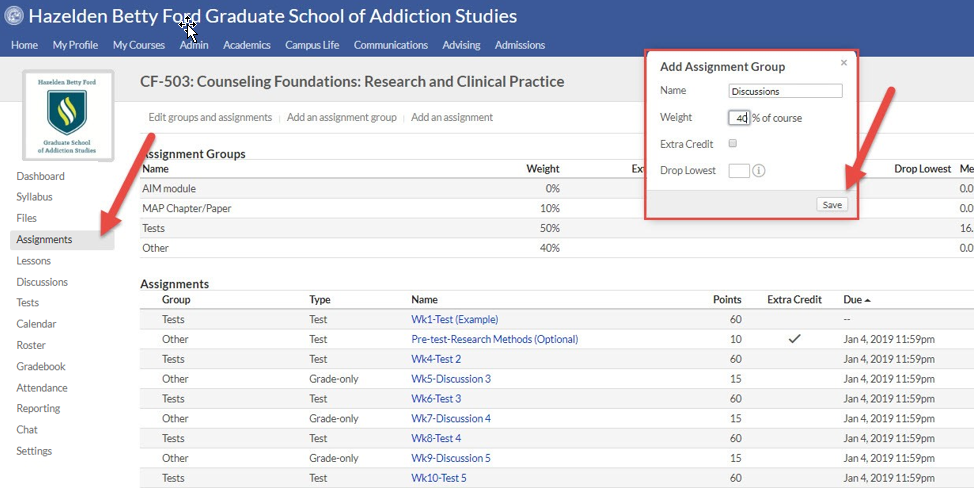 Hazelden Betty Ford Graduate School of Addiction Studies
Home My Profile My Courses Admin Academics Campus Life Communications Advising Admissions
Hazelden Betty Ford
Graduate School
of Addiction Studies
CF-503: Counseling Foundations: Research and Clinical Practice
Edit groups and assignments | Add an assignment group | Add an assignment
Dashboard
Syllabus
Files
Assignments
Lessons
Discussions
Tests
Calendar
Roster
Gradebook
Attendance
Reporting
Chat
Settings
Add Assignment Group ×
Name Discussions
Weight 40 % of course
Extra Credit
Drop Lowest i
Save
Assignment Groups
Name Weight Ex Drop Lowest Me
AIM module 0% 0.0
MAP Chapter/Paper 10% 0.0
Tests 50% 16.
Other 40% 0.0
Assignments
Group Type Name Points Extra Credit Due
Tests Test Wk1-Test (Example) 60 --
Other Test Pre-test-Research Methods (Optional) 10 ✓ Jan 4, 2019 11:59pm
Tests Test Wk4-Test 2 60 Jan 4, 2019 11:59pm
Other Grade-only Wk5-Discussion 3 15 Jan 4, 2019 11:59pm
Tests Test Wk6-Test 3 60 Jan 4, 2019 11:59pm
Other Grade-only Wk7-Discussion 4 15 Jan 4, 2019 11:59pm
Tests Test Wk8-Test 4 60 Jan 4, 2019 11:59pm
Other Grade-only Wk9-Discussion 5 15 Jan 4, 2019 11:59pm
Tests Test Wk10-Test 5 60 Jan 4, 2019 11:59pm